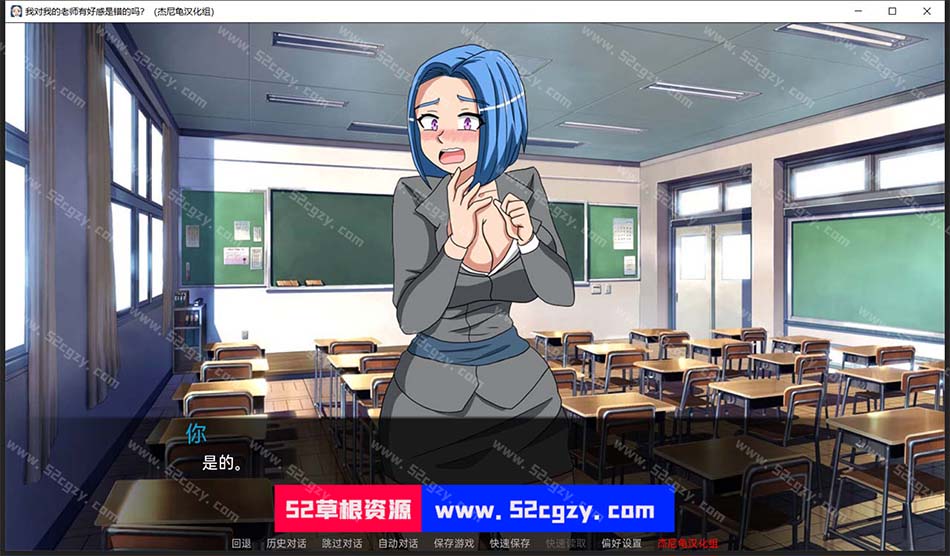 我对我的老师有好感是错的吗？ (杰尼龟汉化组)
你
是的。
52草根资源 www.52cgzy.com
回退 历史对话 跳过对话 自动对话 保存游戏 快速保存 快速读取 偏好设置 杰尼龟汉化组
www.52cgzy.com